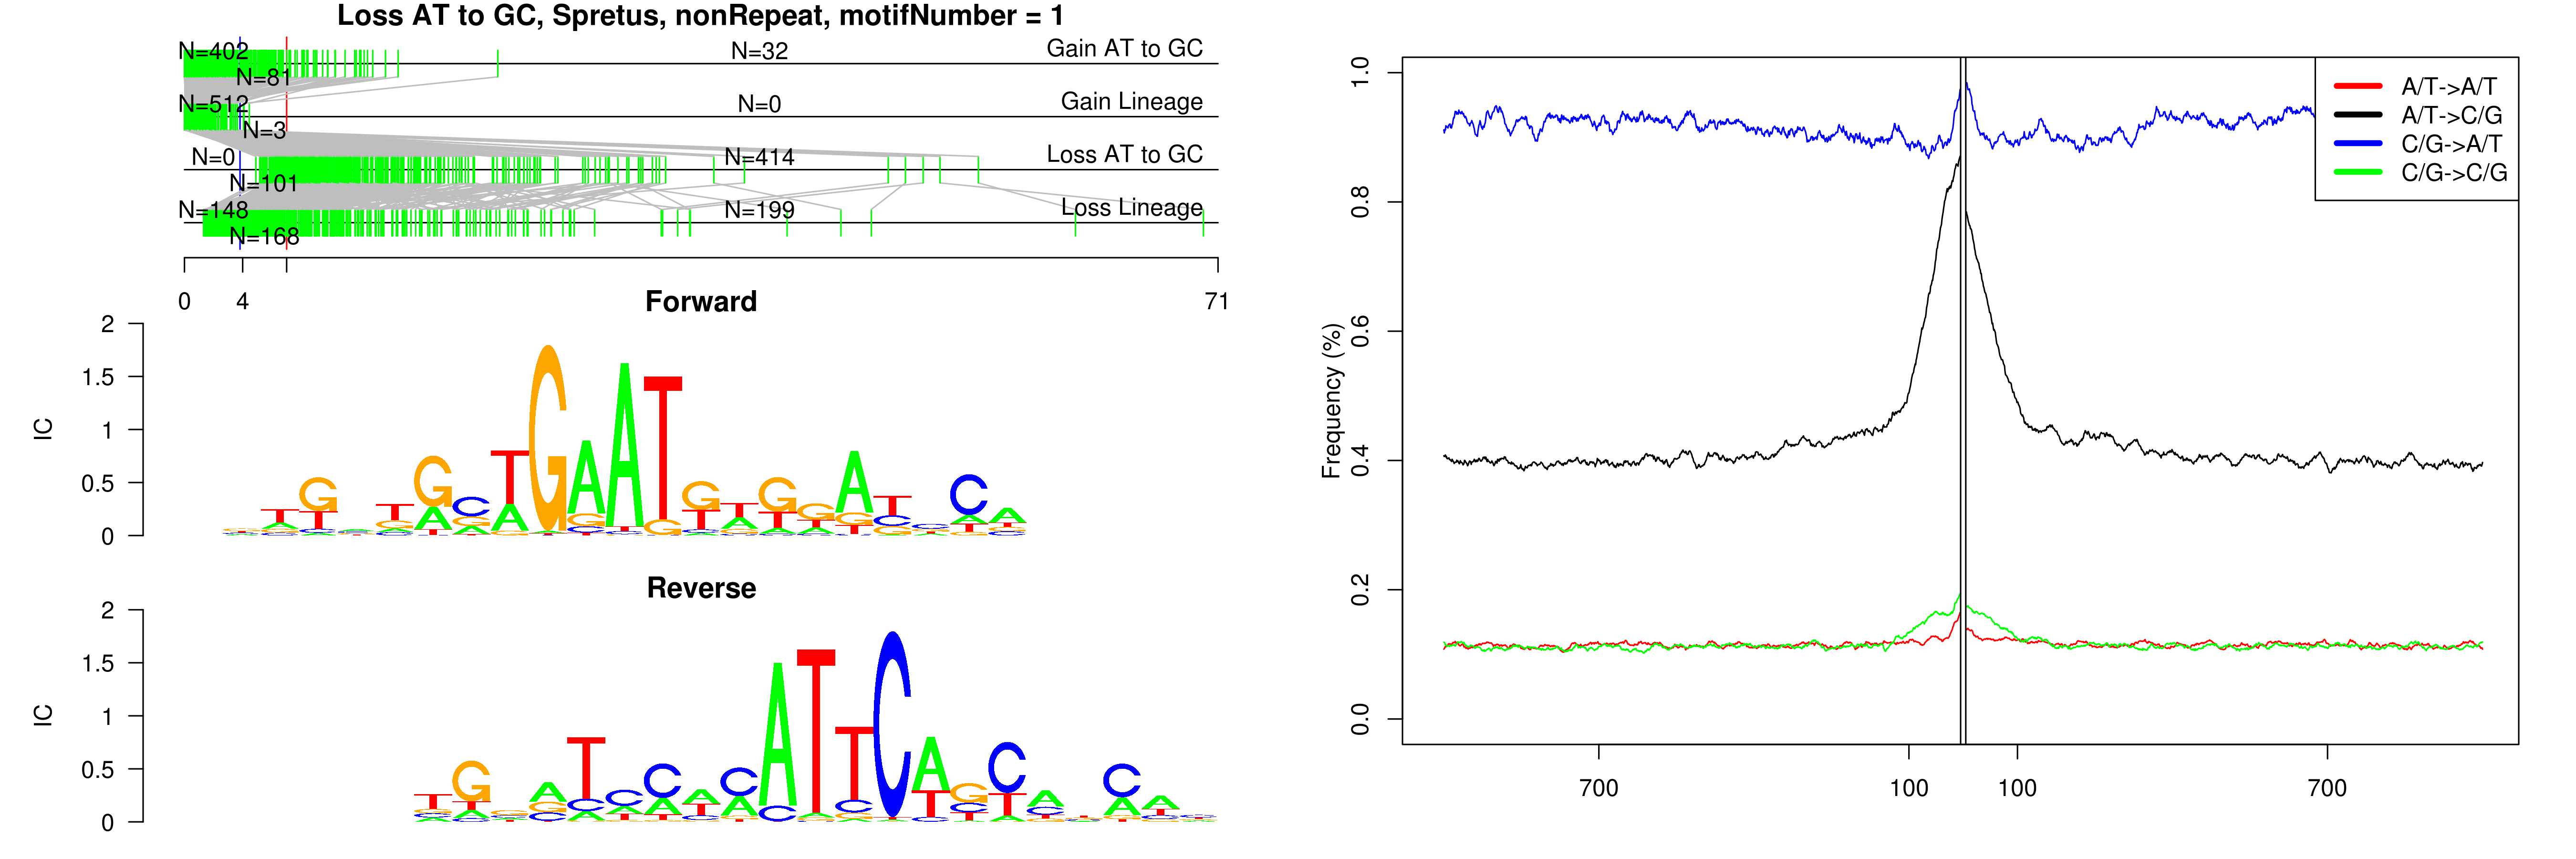 Loss AT to GC, Spretus, nonRepeat, motifNumber = 1
N=402 N=32 Gain AT to GC
N=81
N=512 N=0 Gain Lineage
N=3
N=0 N=414 Loss AT to GC
N=101
N=148 N=199 Loss Lineage
N=168
0 4 71
Forward
IC
2
1.5
1
0.5
0
Reverse
IC
2
1.5
1
0.5
0
Frequency (%)
1.0
0.8
0.6
0.4
0.2
0.0
700 100 100 700
A/T->A/T
A/T->C/G
C/G->A/T
C/G->C/G